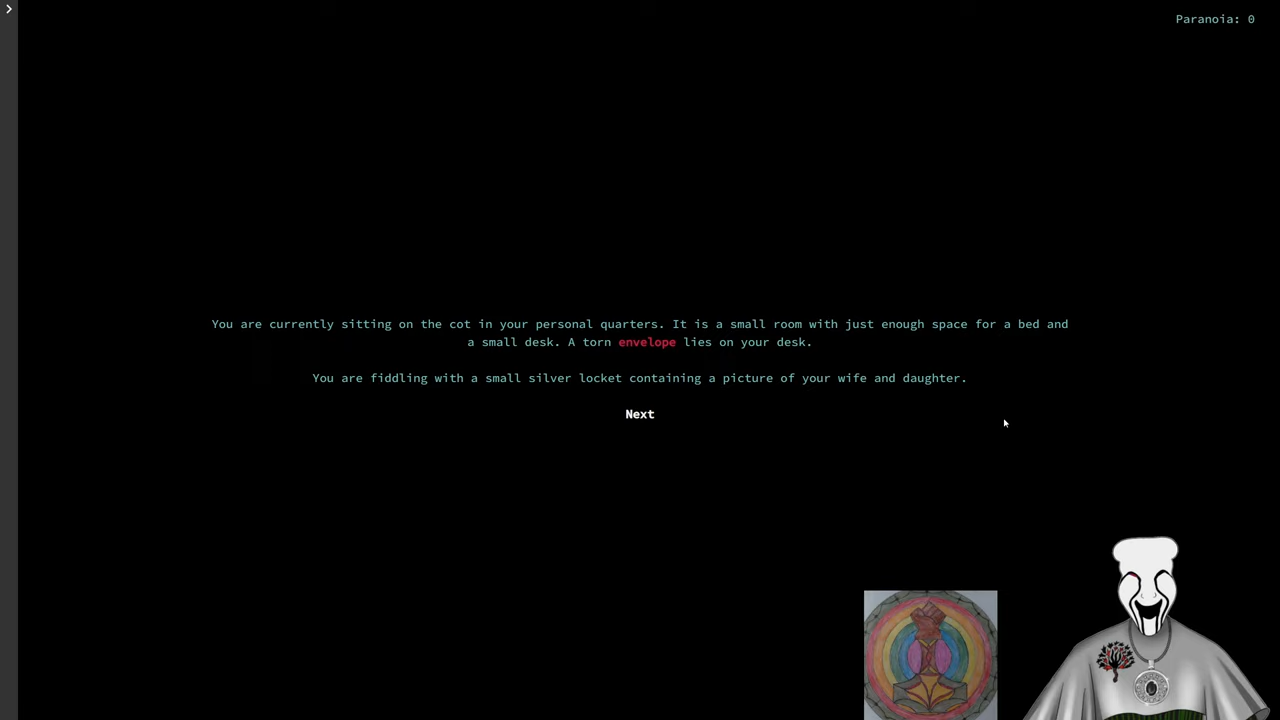 Paranoia: 0
You are currently sitting on the cot in your personal quarters. It is a small room with just enough space for a bed and
a small desk. A torn envelope lies on your desk.
You are fiddling with a small silver locket containing a picture of your wife and daughter.
Next